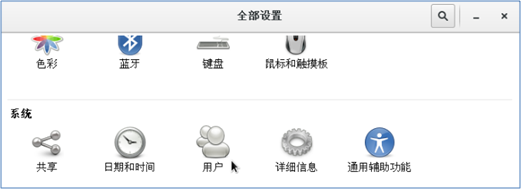 全部设置
色彩 蓝牙 键盘 鼠标和触摸板
系统
共享 日期和时间 用户 详细信息 通用辅助功能